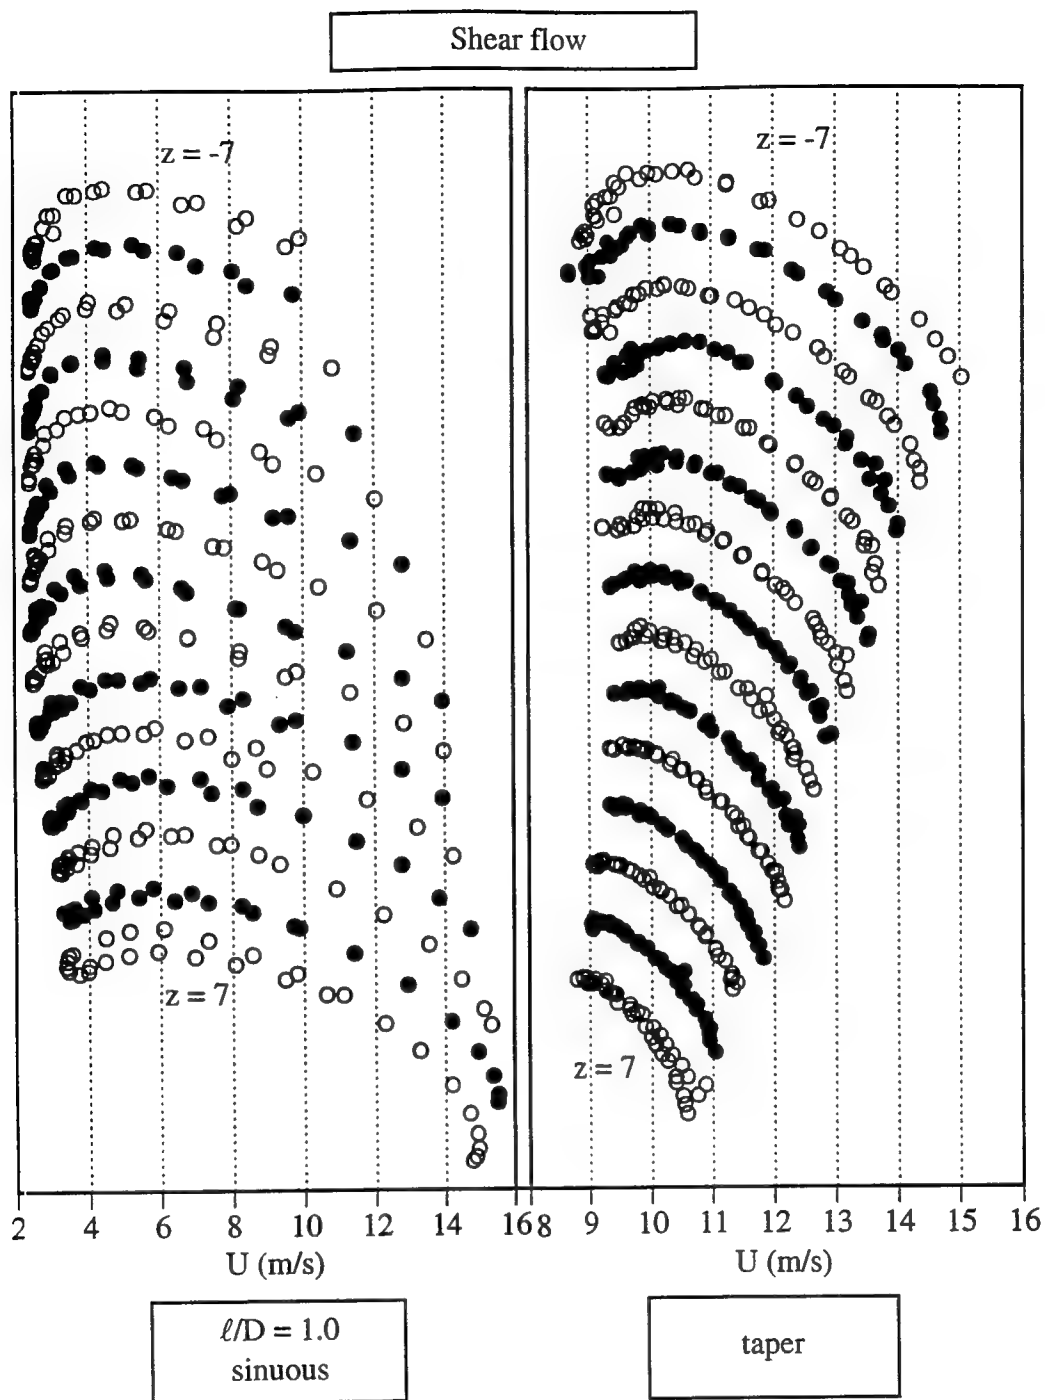 Shear flow
z = -7
z = -7
z = 7
z = 7
2 4 6 8 10 12 14 16 8 9 10 11 12 13 14 15 16
U (m/s) U (m/s)
ℓ/D = 1.0
sinuous
taper